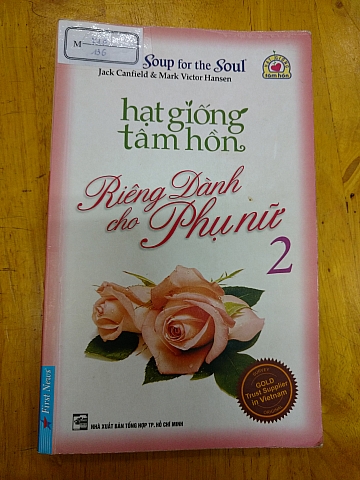 Soup for the Soul
Jack Canfield & Mark Victor Hansen
hạt giống
tâm hồn
Riêng Dành
cho Phụ nữ
2
GOLD
Trust Supplier
in Vietnam
First News
NHÀ XUẤT BẢN TỔNG HỢP TP. HỒ CHÍ MINH